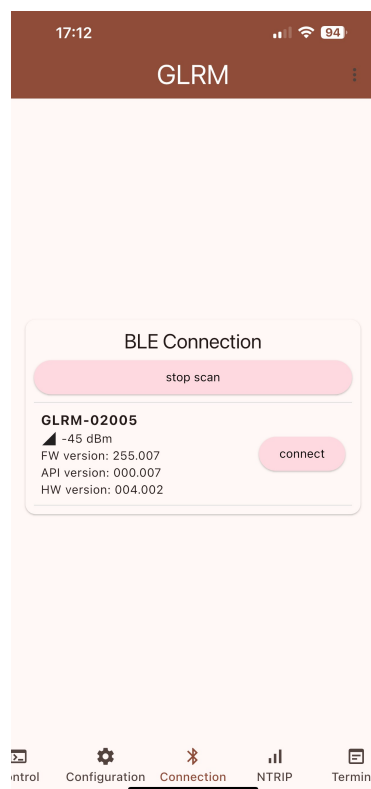 17:12
94
GLRM
BLE Connection
stop scan
GLRM-02005
-45 dBm
FW version: 255.007
API version: 000.007
HW version: 004.002
connect
ntrol
Configuration
Connection
NTRIP
Termin